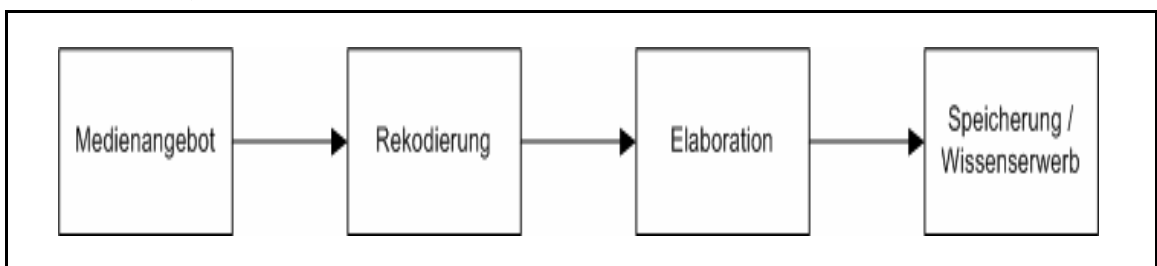 Medienangebot
Rekodierung
Elaboration
Speicherung /
Wissenserwerb